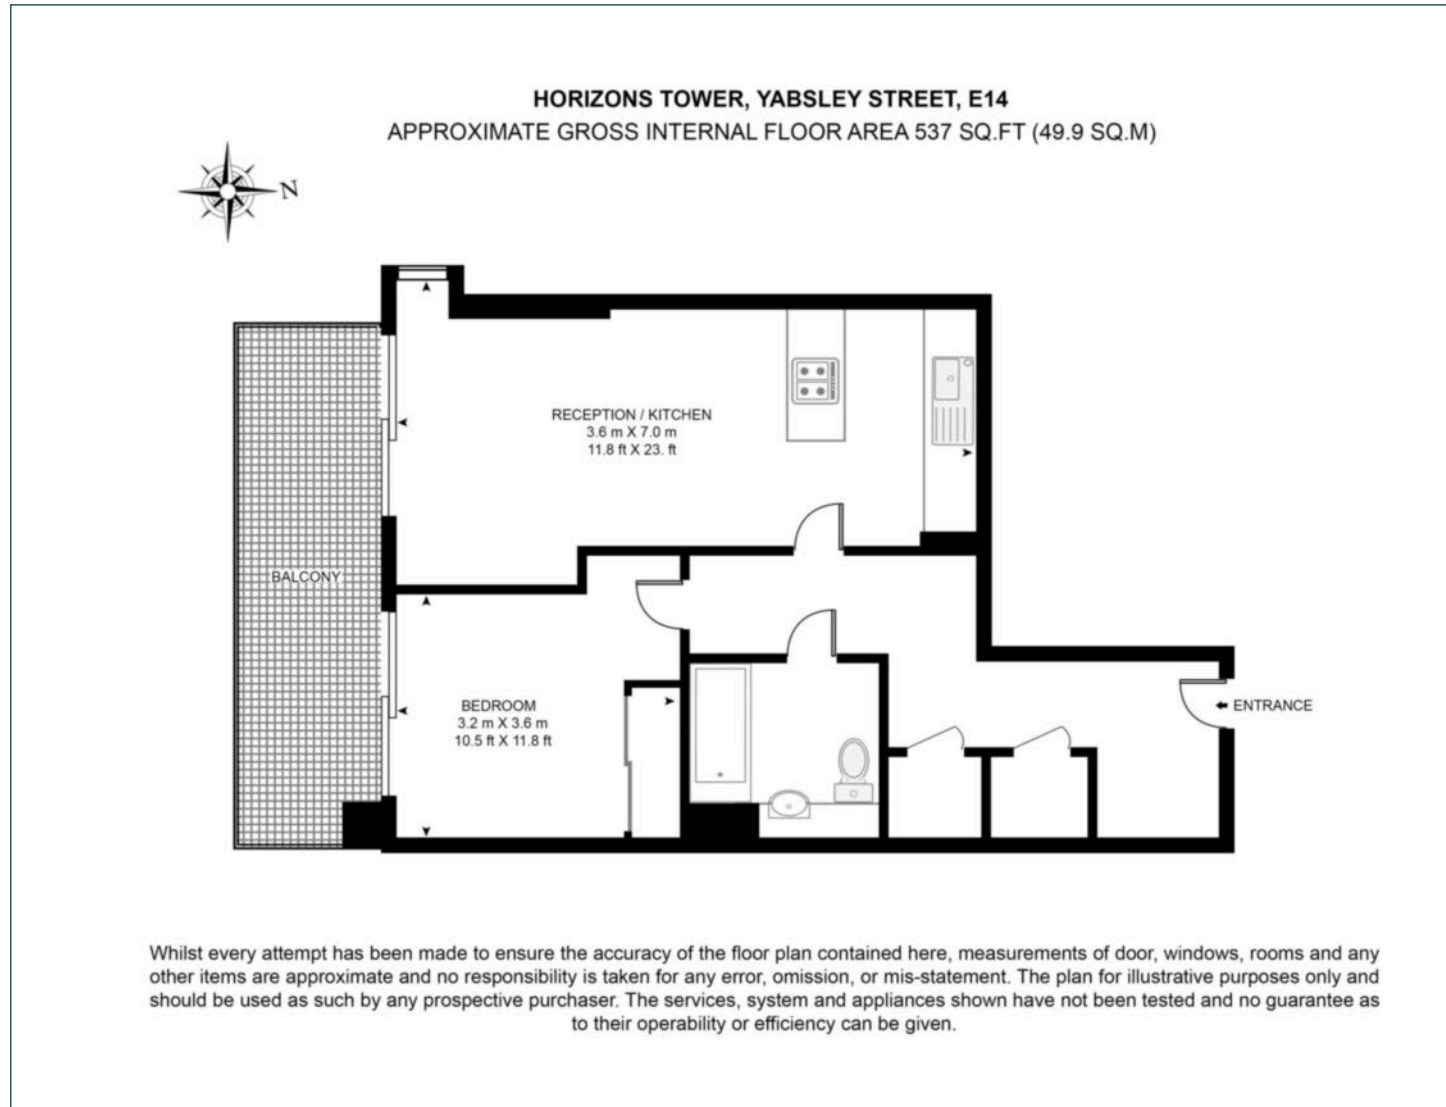 HORIZONS TOWER, YABSLEY STREET, E14
APPROXIMATE GROSS INTERNAL FLOOR AREA 537 SQ.FT (49.9 SQ.M)
N
RECEPTION / KITCHEN
3.6 m X 7.0 m
11.8 ft X 23. ft
BALCONY
BEDROOM
3.2 m X 3.6 m
10.5 ft X 11.8 ft
ENTRANCE
Whilst every attempt has been made to ensure the accuracy of the floor plan contained here, measurements of door, windows, rooms and any
other items are approximate and no responsibility is taken for any error, omission, or mis-statement. The plan for illustrative purposes only and
should be used as such by any prospective purchaser. The services, system and appliances shown have not been tested and no guarantee as
to their operability or efficiency can be given.